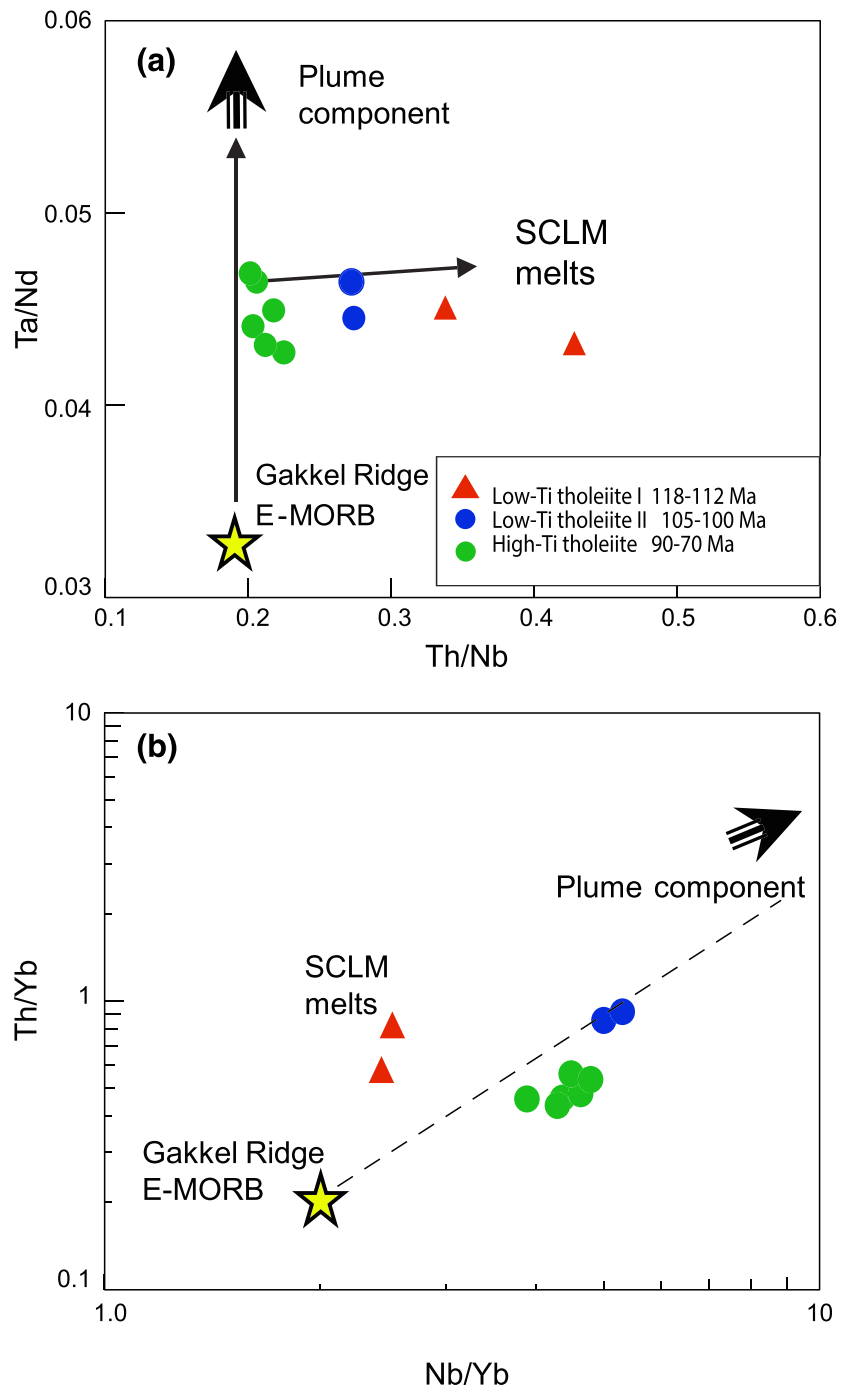 0.06
(a)
Plume
component
0.05
SCLM
melts
Ta/Nd
0.04
Gakkel Ridge
E-MORB
Low-Ti tholeiite I 118-112 Ma
Low-Ti tholeiite II 105-100 Ma
High-Ti tholeiite 90-70 Ma
0.03
0.1 0.2 0.3 0.4 0.5 0.6
Th/Nb
10
(b)
Plume component
SCLM
melts
1
Th/Yb
Gakkel Ridge
E-MORB
0.1
1.0 10
Nb/Yb